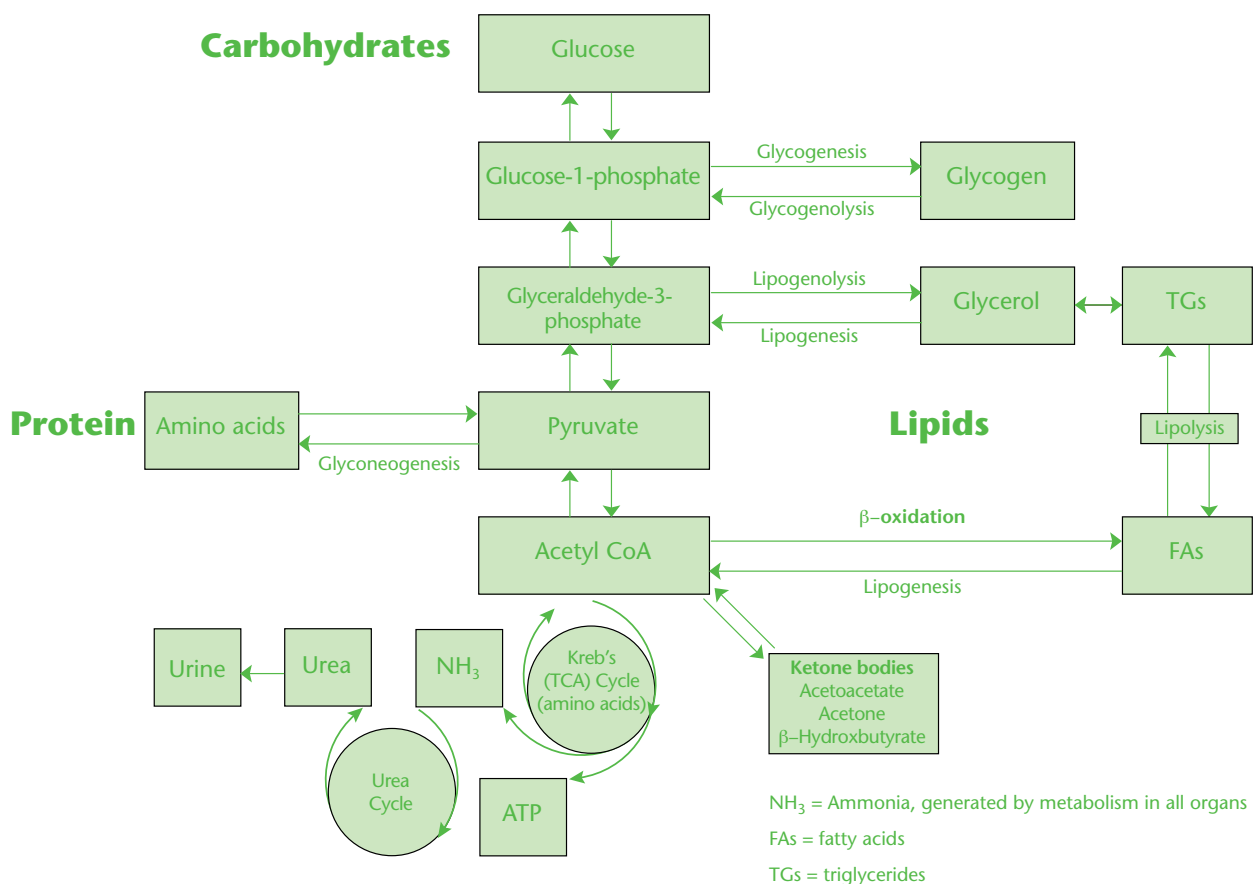 Carbohydrates
Glucose
Glucose-1-phosphate
Glycogenesis
Glycogenolysis
Glycogen
Glyceraldehyde-3-
phosphate
Lipogenolysis
Lipogenesis
Glycerol
TGs
Protein
Amino acids
Glyconeogenesis
Pyruvate
Lipids
Lipolysis
Acetyl CoA
β–oxidation
Lipogenesis
FAs
Urine
Urea
NH₃
Kreb's
(TCA) Cycle
(amino acids)
Ketone bodies
Acetoacetate
Acetone
β–Hydroxbutyrate
Urea
Cycle
ATP
NH₃ = Ammonia, generated by metabolism in all organs
FAs = fatty acids
TGs = triglycerides